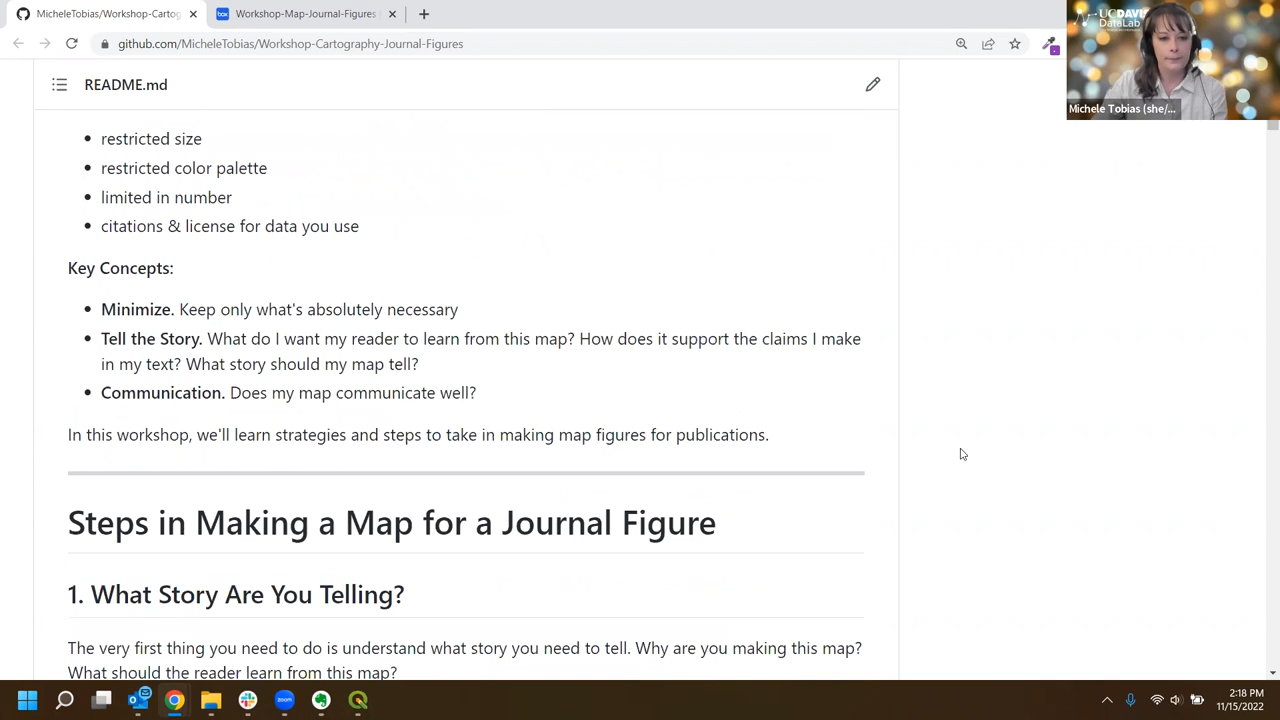 MicheleTobias/Workshop-Cartog
Workshop-Map-Journal-Figures
github.com/MicheleTobias/Workshop-Cartography-Journal-Figures
UCDAVIS
DataLab
Michele Tobias (she/...
README.md
restricted size
restricted color palette
limited in number
citations & license for data you use
Key Concepts:
Minimize. Keep only what's absolutely necessary
Tell the Story. What do I want my reader to learn from this map? How does it support the claims I make
in my text? What story should my map tell?
Communication. Does my map communicate well?
In this workshop, we'll learn strategies and steps to take in making map figures for publications.
Steps in Making a Map for a Journal Figure
1. What Story Are You Telling?
The very first thing you need to do is understand what story you need to tell. Why are you making this map?
What should the reader learn from this map?
2:18 PM
11/15/2022